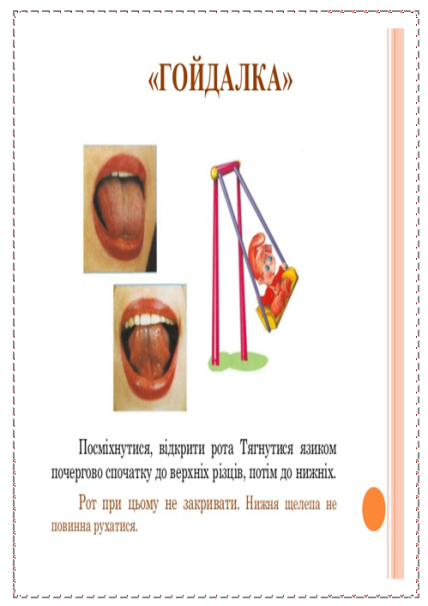 «ГОЙДАЛКА»
Посміхнутися, відкрити рота Тягнутися язиком
почергово спочатку до верхніх різців, потім до нижніх.
Рот при цьому не закривати. Нижня щелепа не
повинна рухатися.